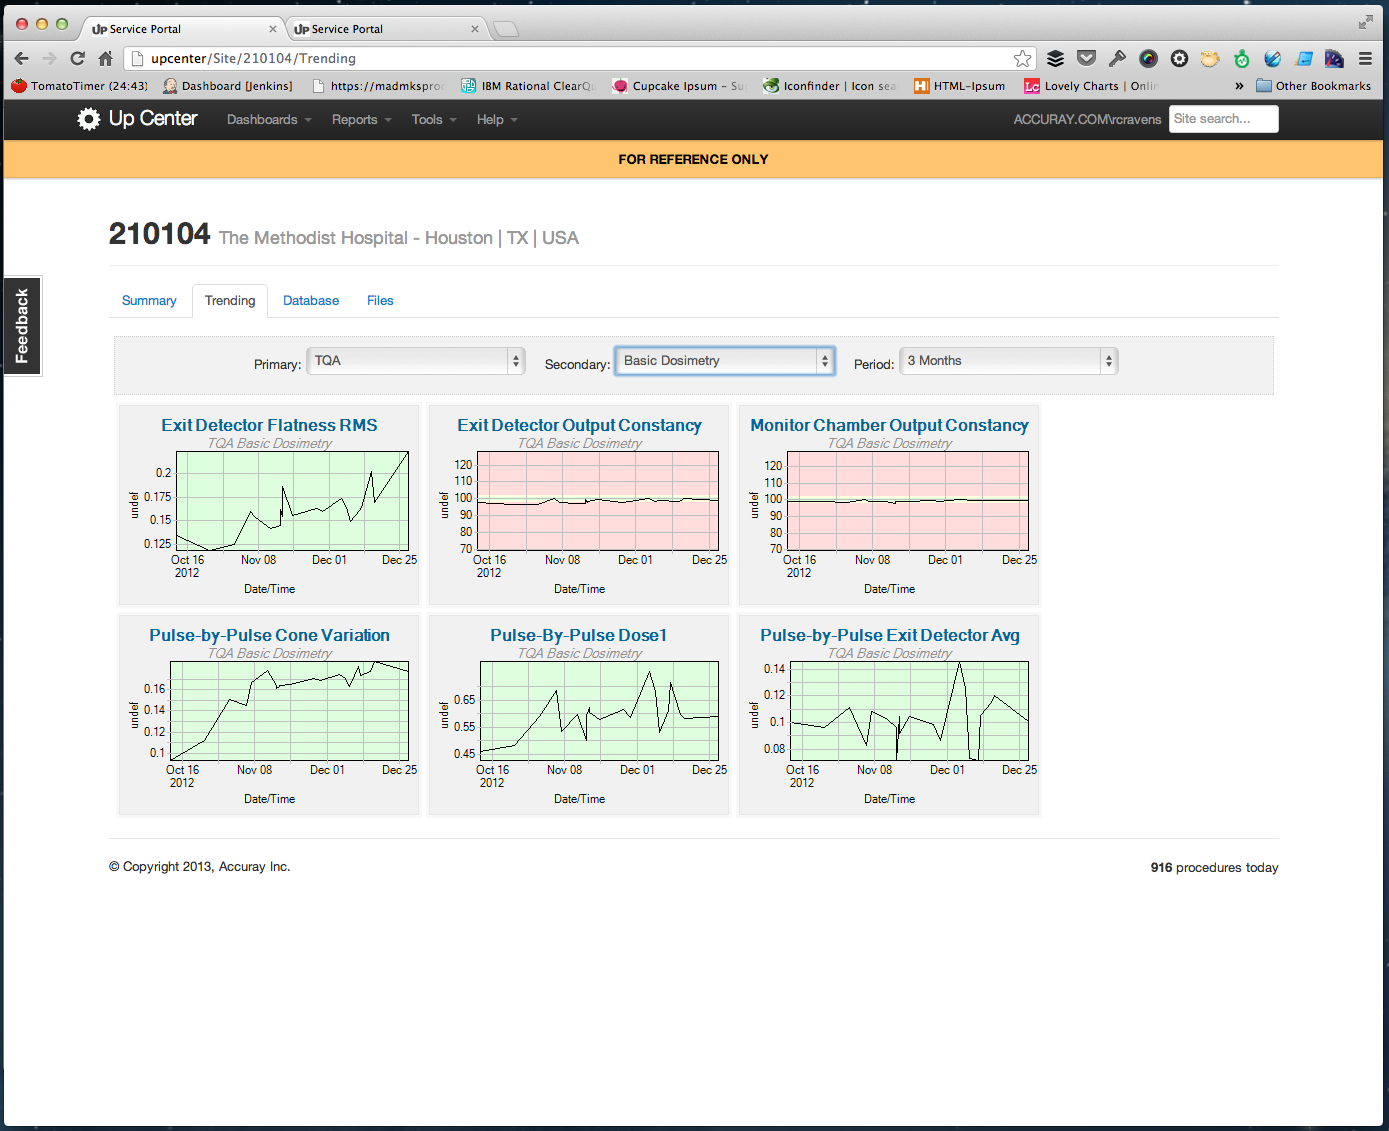 Up Service Portal
Up Service Portal
upcenter/Site/210104/Trending
TomatoTimer (24:43)
Dashboard [Jenkins]
https://madmkspro
IBM Rational ClearQu
Cupcake Ipsum – Su
Iconfinder | Icon sea
HTML-Ipsum
Lc
Lovely Charts | Onlin
»
Other Bookmarks
Up Center
Dashboards
Reports
Tools
Help
ACCURAY.COM\rcravens
Site search...
FOR REFERENCE ONLY
210104 The Methodist Hospital - Houston | TX | USA
Feedback
Summary
Trending
Database
Files
Primary: TQA
Secondary: Basic Dosimetry
Period: 3 Months
Exit Detector Flatness RMS
TQA Basic Dosimetry
undef
0.2
0.175
0.15
0.125
Oct 16 Nov 08 Dec 01 Dec 25
2012
Date/Time
Exit Detector Output Constancy
TQA Basic Dosimetry
undef
120
110
100
90
80
70
Oct 16 Nov 08 Dec 01 Dec 25
2012
Date/Time
Monitor Chamber Output Constancy
TQA Basic Dosimetry
undef
120
110
100
90
80
70
Oct 16 Nov 08 Dec 01 Dec 25
2012
Date/Time
Pulse-by-Pulse Cone Variation
TQA Basic Dosimetry
undef
0.16
0.14
0.12
0.1
Oct 16 Nov 08 Dec 01 Dec 25
2012
Date/Time
Pulse-By-Pulse Dose1
TQA Basic Dosimetry
undef
0.65
0.55
0.45
Oct 16 Nov 08 Dec 01 Dec 25
2012
Date/Time
Pulse-by-Pulse Exit Detector Avg
TQA Basic Dosimetry
undef
0.14
0.12
0.1
0.08
Oct 16 Nov 08 Dec 01 Dec 25
2012
Date/Time
© Copyright 2013, Accuray Inc.
916 procedures today